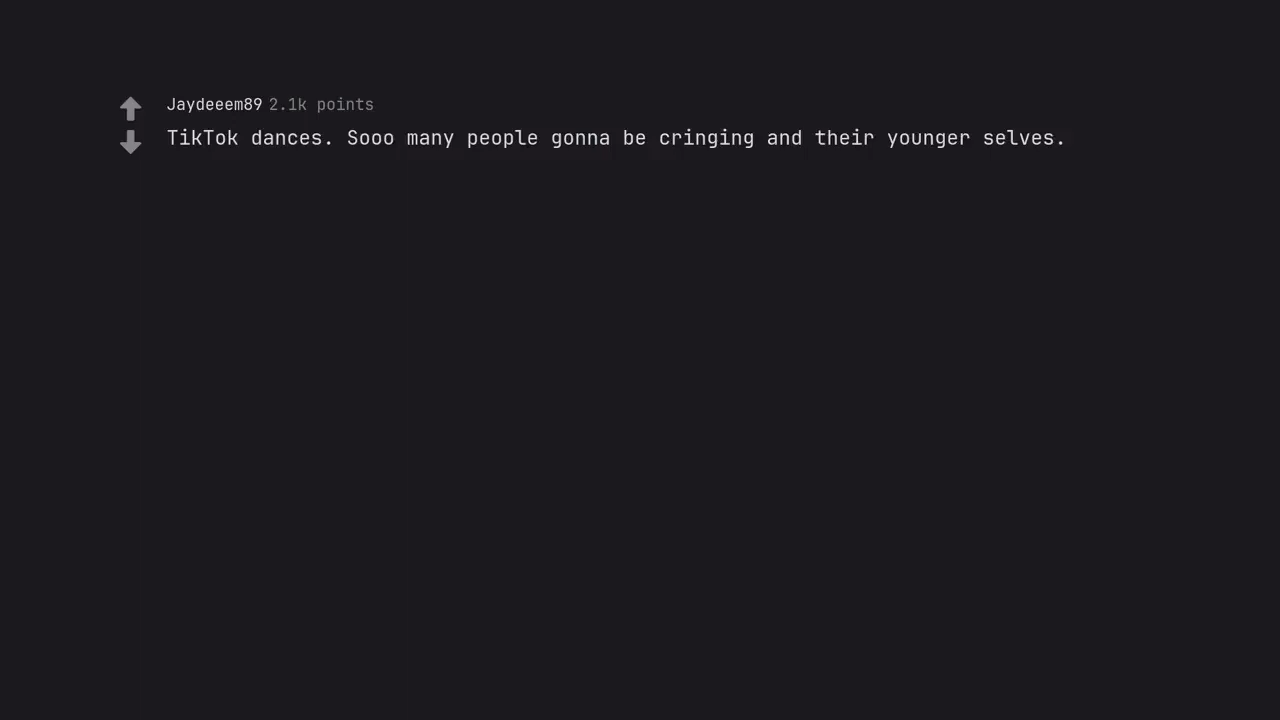 Jaydeeem89 2.1k points
TikTok dances. Sooo many people gonna be cringing and their younger selves.